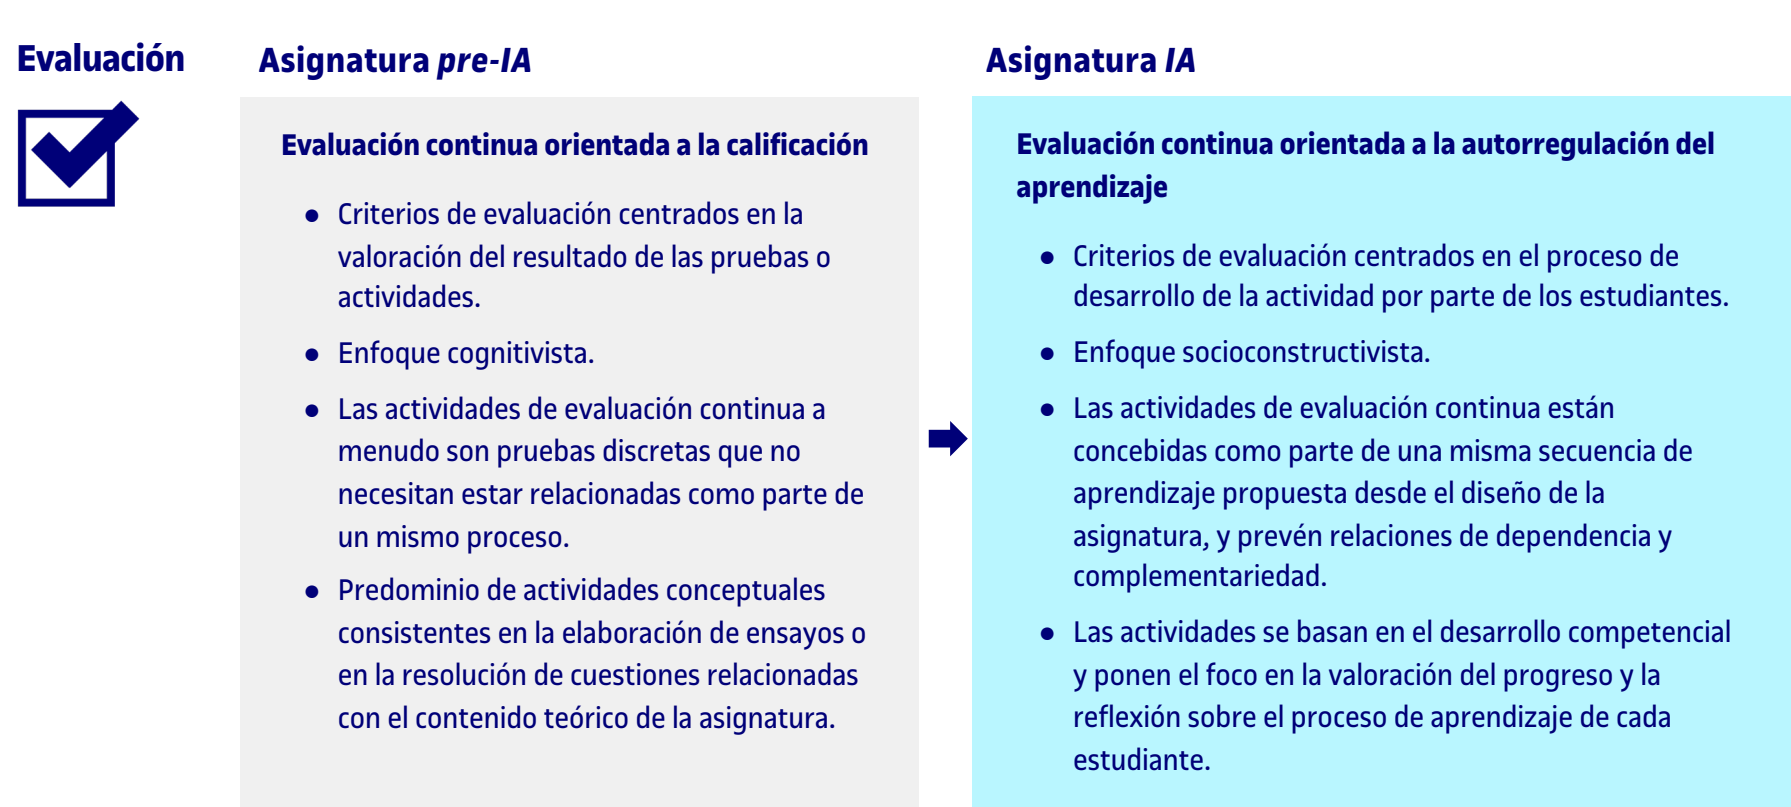 Evaluación
Asignatura pre-IA
Evaluación continua orientada a la calificación
● Criterios de evaluación centrados en la
valoración del resultado de las pruebas o
actividades.
● Enfoque cognitivista.
● Las actividades de evaluación continua a
menudo son pruebas discretas que no
necesitan estar relacionadas como parte de
un mismo proceso.
● Predominio de actividades conceptuales
consistentes en la elaboración de ensayos o
en la resolución de cuestiones relacionadas
con el contenido teórico de la asignatura.
Asignatura IA
Evaluación continua orientada a la autorregulación del
aprendizaje
● Criterios de evaluación centrados en el proceso de
desarrollo de la actividad por parte de los estudiantes.
● Enfoque socioconstructivista.
● Las actividades de evaluación continua están
concebidas como parte de una misma secuencia de
aprendizaje propuesta desde el diseño de la
asignatura, y prevén relaciones de dependencia y
complementariedad.
● Las actividades se basan en el desarrollo competencial
y ponen el foco en la valoración del progreso y la
reflexión sobre el proceso de aprendizaje de cada
estudiante.